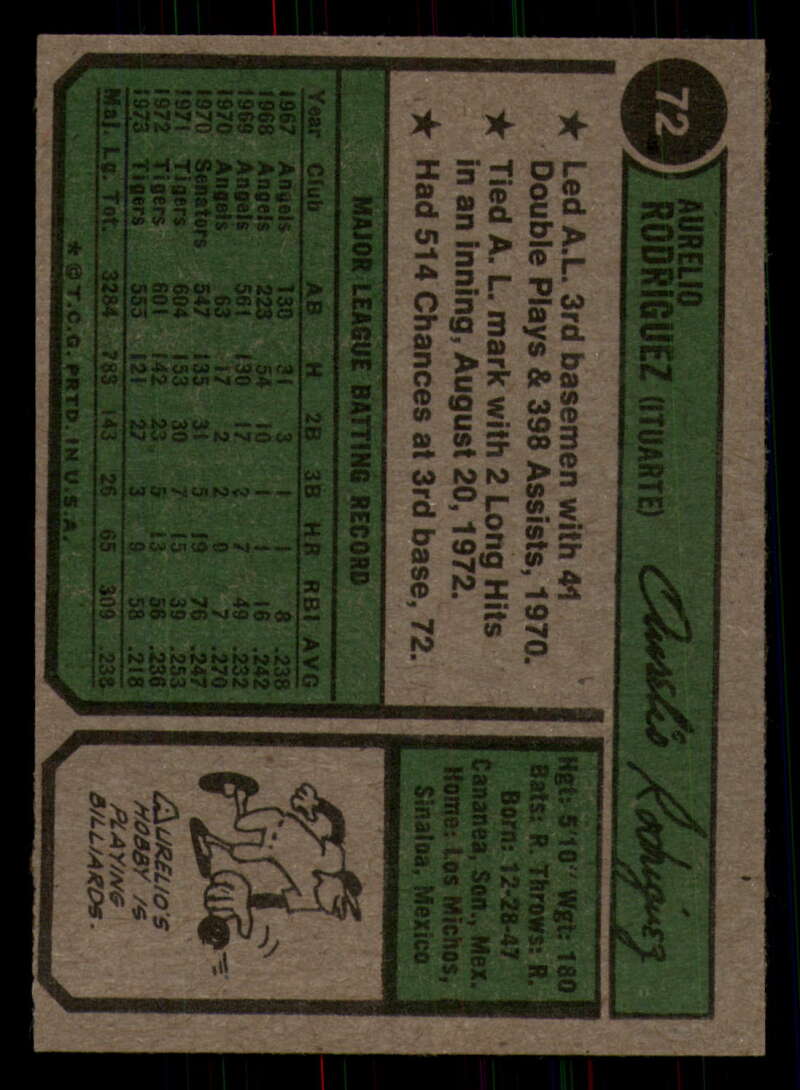 72
AURELIO
RODRIGUEZ (ITUARTE)
Aurelio Rodriguez
★ Led A.L. 3rd basemen with 41
Double Plays & 398 Assists, 1970.
★ Tied A. L. mark with 2 Long Hits
in an inning, August 20, 1972.
★ Had 514 Chances at 3rd base, 72.
Hgt: 5'10" Wgt: 180
Bats: R. Throws: R.
Born: 12-28-47
Cananea, Son., Mex.
Home: Los Michos,
Sinaloa, Mexico
MAJOR LEAGUE BATTING RECORD
Year Club AB H 2B 3B HR RBI AVG
1967 Angels 130 31 3 1 1 8 .238
1968 Angels 223 54 10 1 1 16 .242
1969 Angels 561 130 17 2 7 49 .232
1970 Angels 63 17 2 2 0 7 .270
1970 Senators 547 135 31 5 19 76 .247
1971 Tigers 604 153 30 7 15 39 .253
1972 Tigers 601 142 23 5 13 56 .236
1973 Tigers 555 121 27 3 9 58 .218
Maj. Lg. Tot. 3284 783 143 26 65 309 .238
* © T.C.G. PRTD. IN U.S.A.
AURELIO'S
HOBBY IS
PLAYING
BILLIARDS.